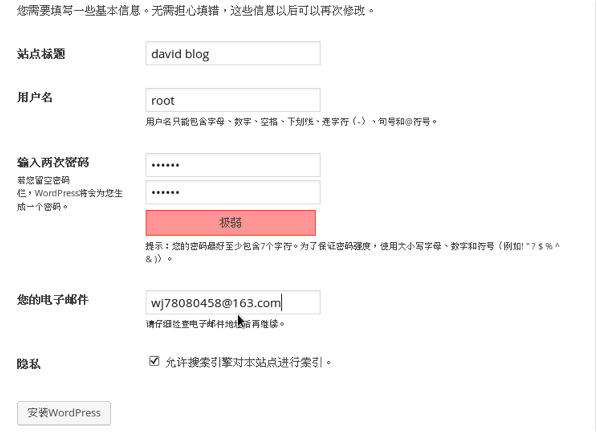 您需要填写一些基本信息。无需担心填错，这些信息以后可以再次修改。
站点标题
david blog
用户名
root
用户名只能包含字母、数字、空格、下划线、连字符（-）、句号和@符号。
输入两次密码
若您留空密码
栏，WordPress将会为您生
成一个密码。
••••••
••••••
极弱
提示：您的密码最好至少包含7个字符。为了保证密码强度，使用大小写字母、数字和符号（例如! " ? $ % ^
& )）。
您的电子邮件
wj78080458@163.com
请仔细检查电子邮件地址后再继续。
隐私
允许搜索引擎对本站点进行索引。
安装WordPress